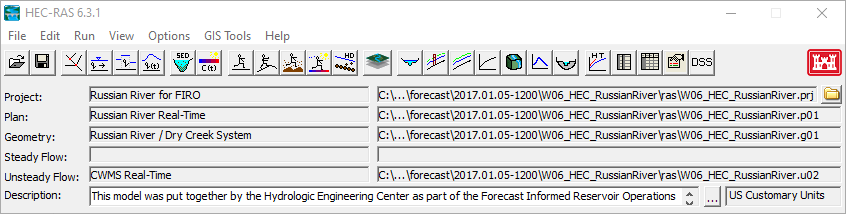 HEC-RAS 6.3.1
File Edit Run View Options GIS Tools Help
SED C(t) HD H T DSS
Project: Russian River for FIRO C:\...\forecast\2017.01.05-1200\W06_HEC_RussianRiver\ras\W06_HEC_RussianRiver.prj
Plan: Russian River Real-Time C:\...\forecast\2017.01.05-1200\W06_HEC_RussianRiver\ras\W06_HEC_RussianRiver.p01
Geometry: Russian River / Dry Creek System C:\...\forecast\2017.01.05-1200\W06_HEC_RussianRiver\ras\W06_HEC_RussianRiver.g01
Steady Flow:
Unsteady Flow: CWMS Real-Time C:\...\forecast\2017.01.05-1200\W06_HEC_RussianRiver\ras\W06_HEC_RussianRiver.u02
Description: This model was put together by the Hydrologic Engineering Center as part of the Forecast Informed Reservoir Operations ... US Customary Units